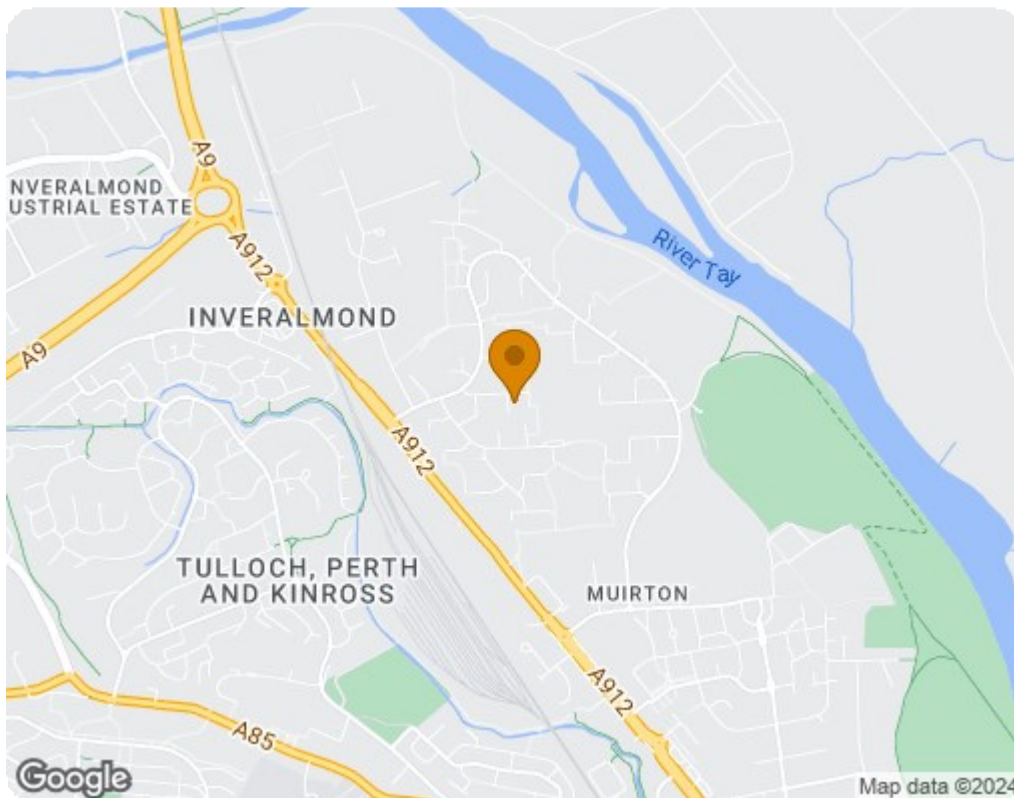 A9
NVERALMOND
USTRIAL ESTATE
A912
River Tay
INVERALMOND
A9
A912
TULLOCH, PERTH
AND KINROSS
MUIRTON
A912
A85
Google
Map data ©2024